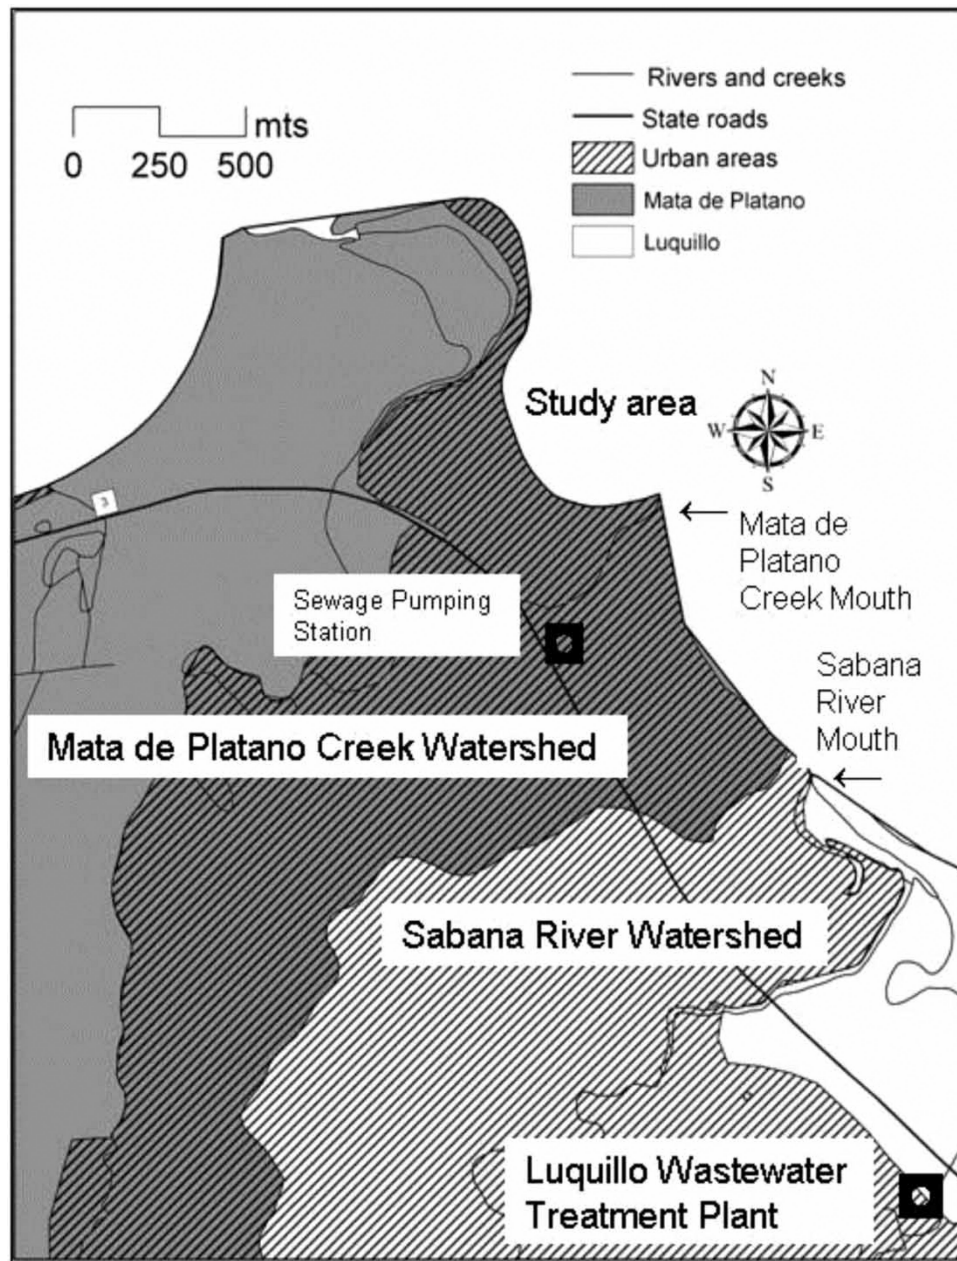 Rivers and creeks
State roads
Urban areas
Mata de Platano
Luquillo
mts
0 250 500
Study area
N
W E
S
3
Mata de
Platano
Creek Mouth
Sewage Pumping
Station
Sabana
River
Mouth
Mata de Platano Creek Watershed
Sabana River Watershed
Luquillo Wastewater
Treatment Plant